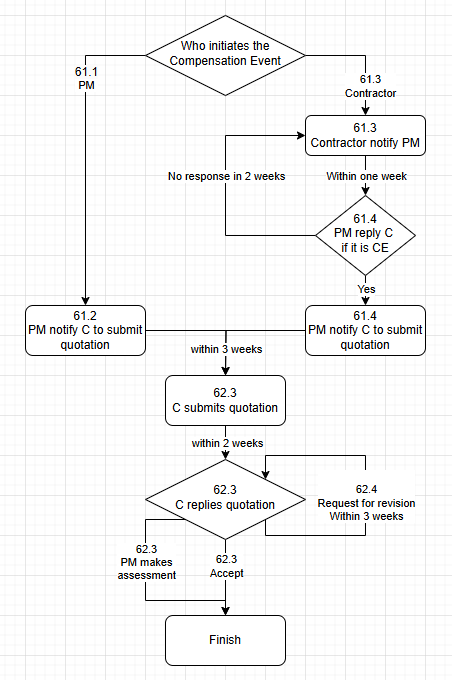 Who initiates the
Compensation Event
61.1
PM
61.3
Contractor
61.3
Contractor notify PM
No response in 2 weeks
Within one week
61.4
PM reply C
if it is CE
Yes
61.2
PM notify C to submit
quotation
61.4
PM notify C to submit
quotation
within 3 weeks
62.3
C submits quotation
within 2 weeks
62.3
C replies quotation
62.4
Request for revision
Within 3 weeks
62.3
PM makes
assessment
62.3
Accept
Finish